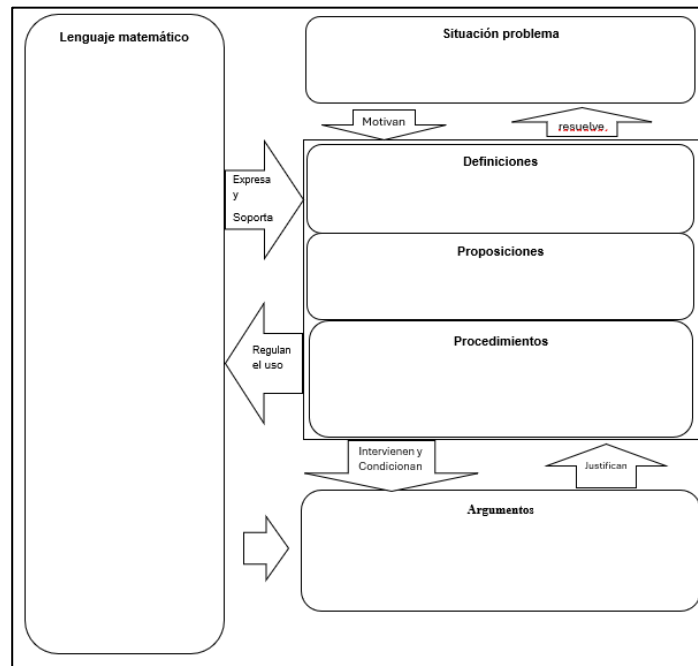 Lenguaje matemático
Situación problema
Motivan
resuelve,
Expresa
y
Soporta
Definiciones
Proposiciones
Regulan
el uso
Procedimientos
Intervienen y
Condicionan
Justifican
Argumentos